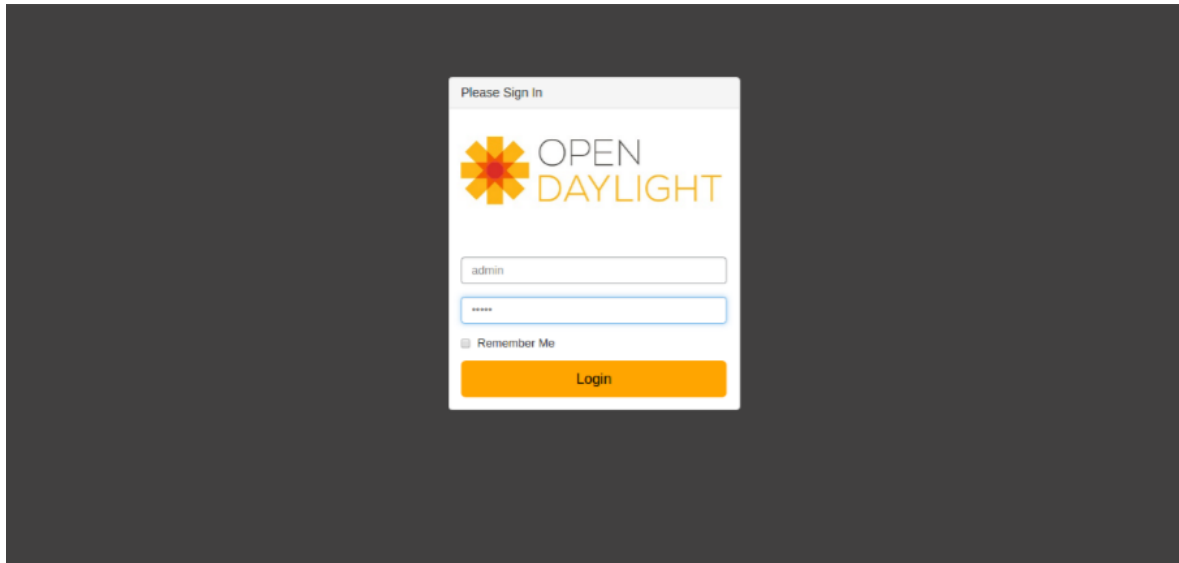 Please Sign In
OPEN
DAYLIGHT
admin
•••••
Remember Me
Login